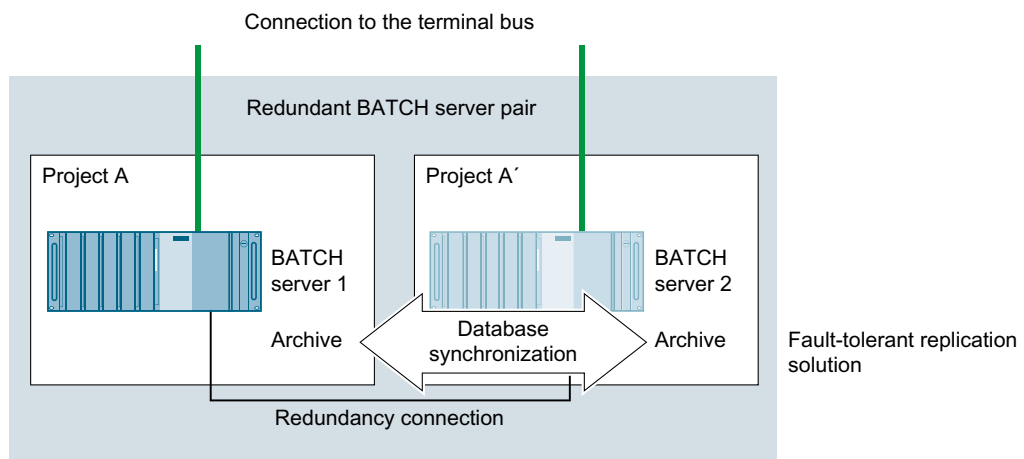 Connection to the terminal bus
Redundant BATCH server pair
Project A
BATCH
server 1
Archive
Project A´
BATCH
server 2
Archive
Database
synchronization
Redundancy connection
Fault-tolerant replication
solution